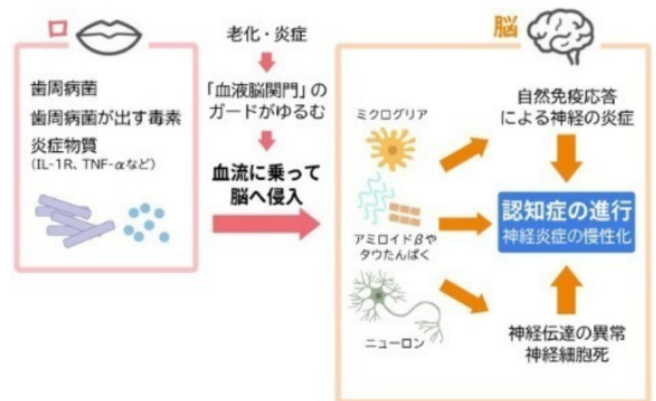 口
歯周病菌
歯周病菌が出す毒素
炎症物質
(IL-1R、TNF-αなど)
老化・炎症
「血液脳関門」の
ガードがゆるむ
血流に乗って
脳へ侵入
脳
ミクログリア
アミロイドβや
タウたんぱく
ニューロン
自然免疫応答
による神経の炎症
認知症の進行
神経炎症の慢性化
神経伝達の異常
神経細胞死